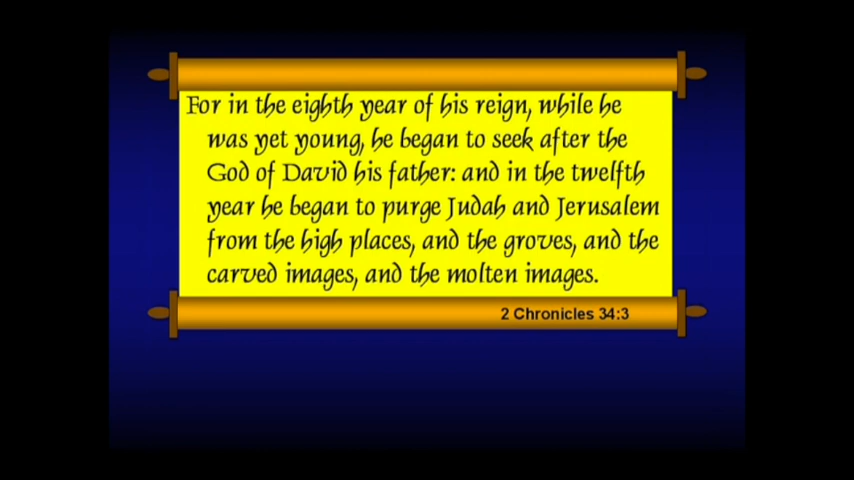 For in the eighth year of his reign, while he
was yet young, he began to seek after the
God of David his father: and in the twelfth
year he began to purge Judah and Jerusalem
from the high places, and the groves, and the
carved images, and the molten images.
2 Chronicles 34:3